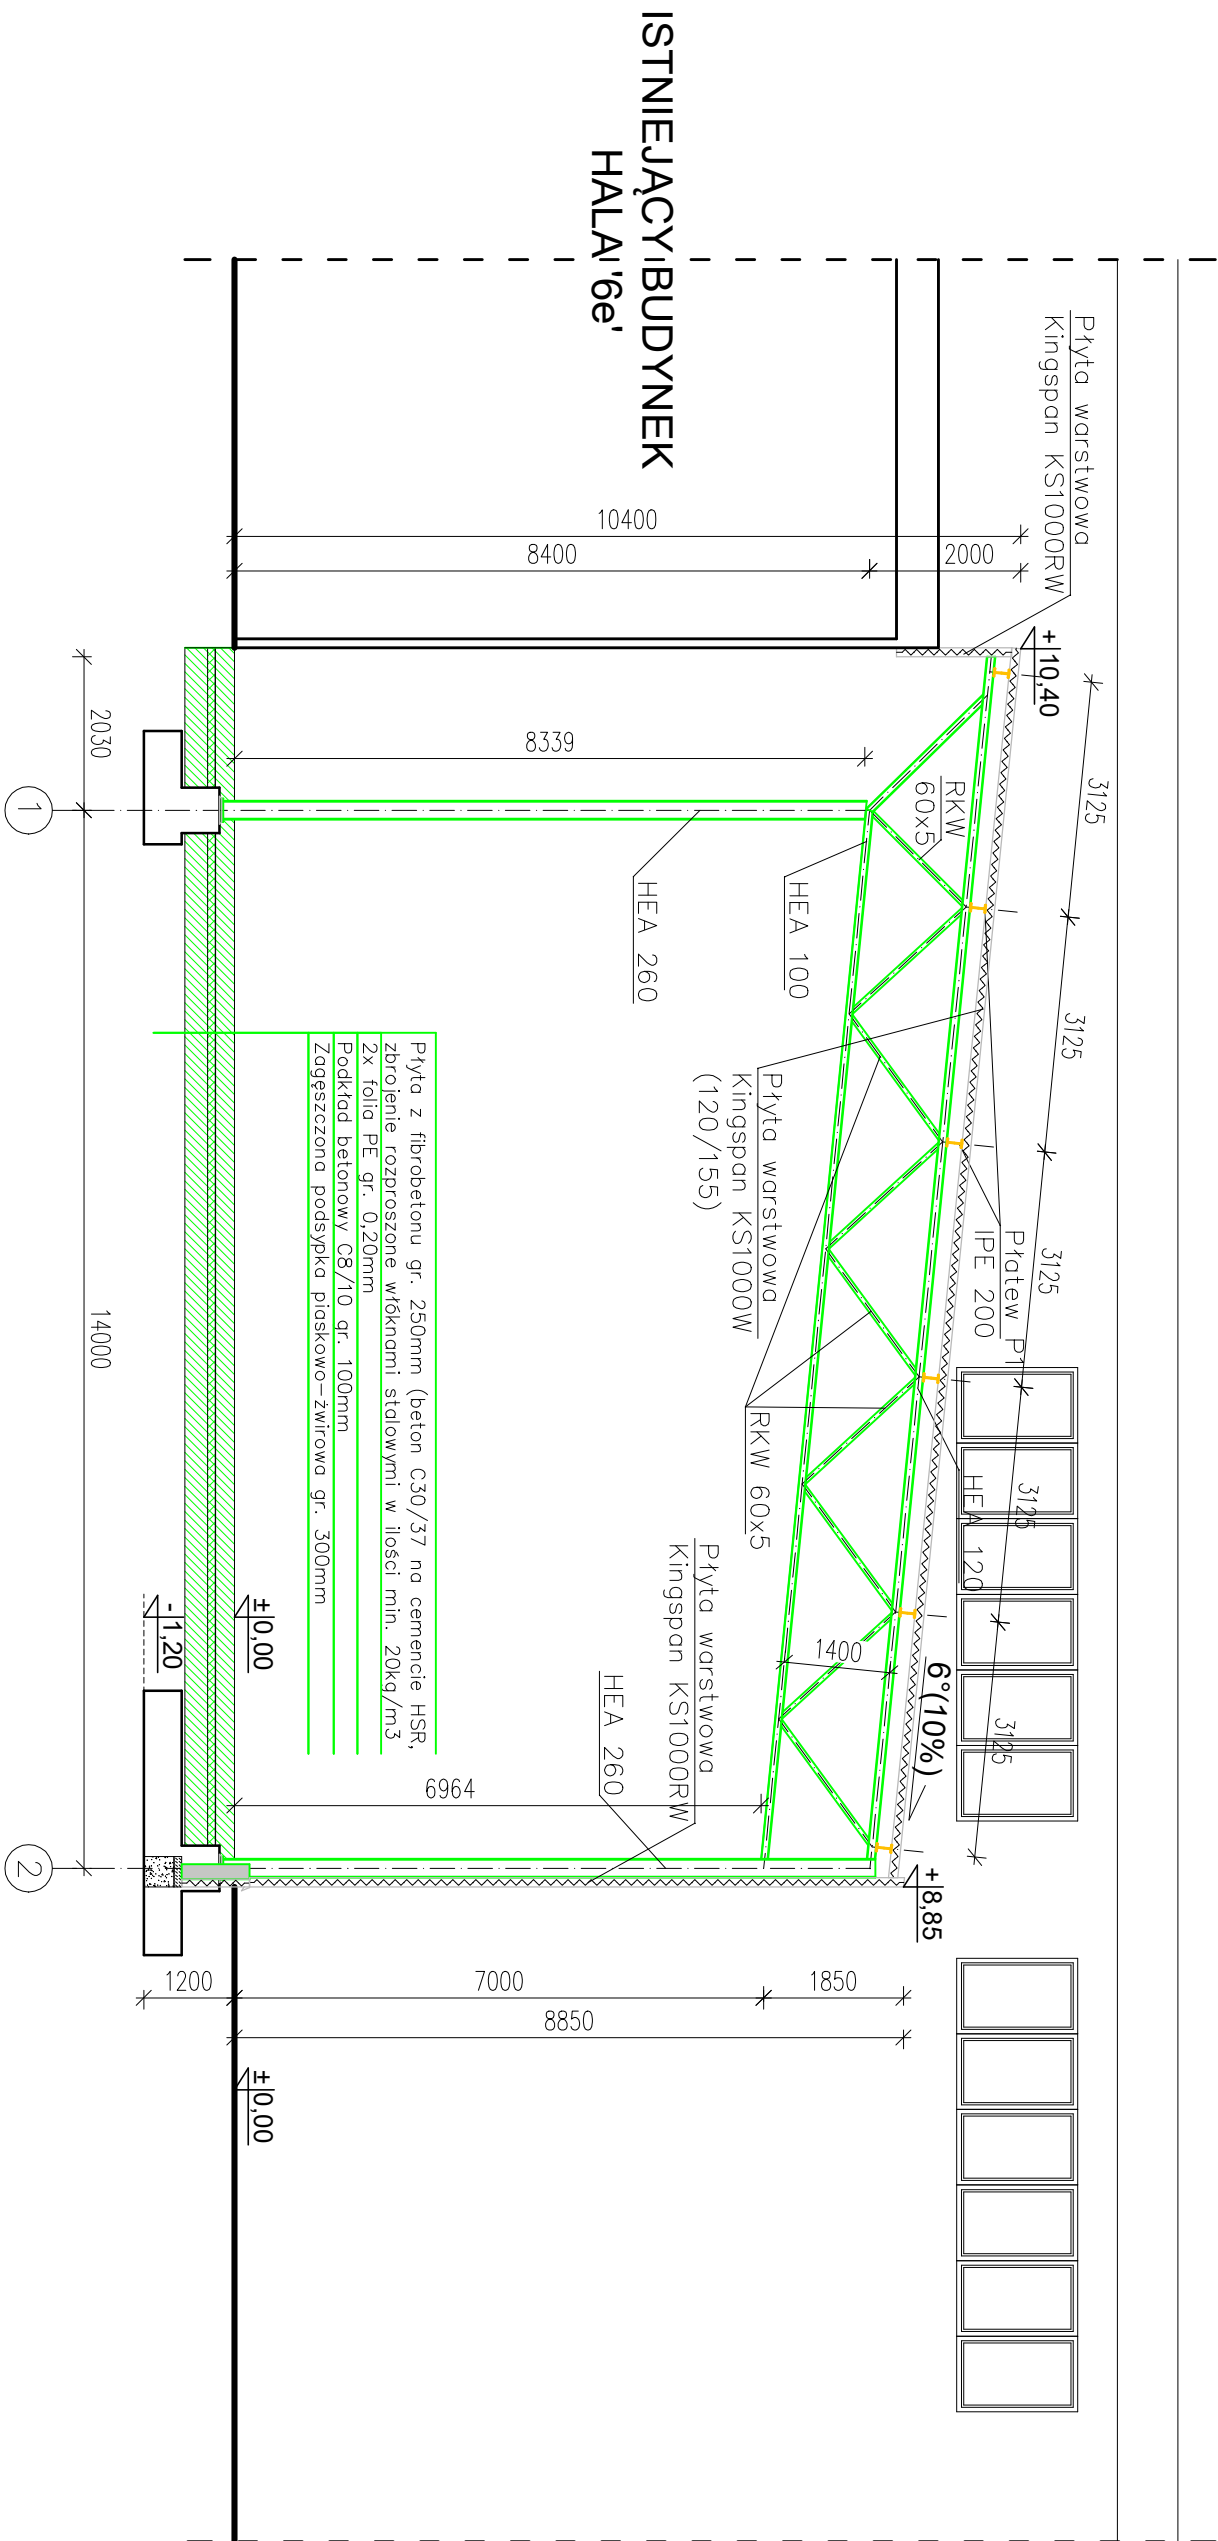 ISTNIEJĄCY BUDYNEK
HALA '6e'
Płyta warstwowa
Kingspan KS1000RW
+10,40
3125
3125
3125
3125
3125
10400
8400
2000
8339
RKW
60x5
HEA 100
HEA 260
Płyta warstwowa
Kingspan KS1000W
(120/155)
Płatew P1
IPE 200
HEA 120
RKW 60x5
1400
6°(10%)
+8,85
Płyta warstwowa
Kingspan KS1000RW
HEA 260
6964
Płyta z fibrobetonu gr. 250mm (beton C30/37 na cemencie HSR,
zbrojenie rozproszone włóknami stalowymi w ilości min. 20kg/m3
2x folia PE gr. 0,20mm
Podkład betonowy C8/10 gr. 100mm
Zagęszczona podsypka piaskowo-żwirowa gr. 300mm
±0,00
-1,20
1200
7000
1850
8850
±0,00
2030
14000
1
2